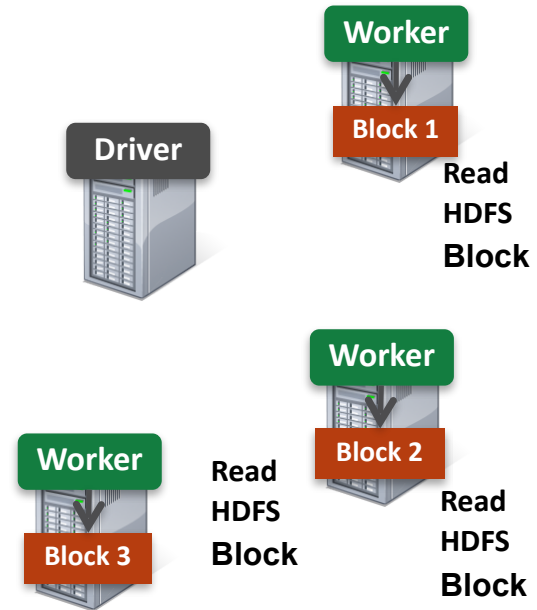 Worker
Block 1
Read
HDFS
Block
Driver
Worker
Block 2
Read
HDFS
Block
Worker
Block 3
Read
HDFS
Block